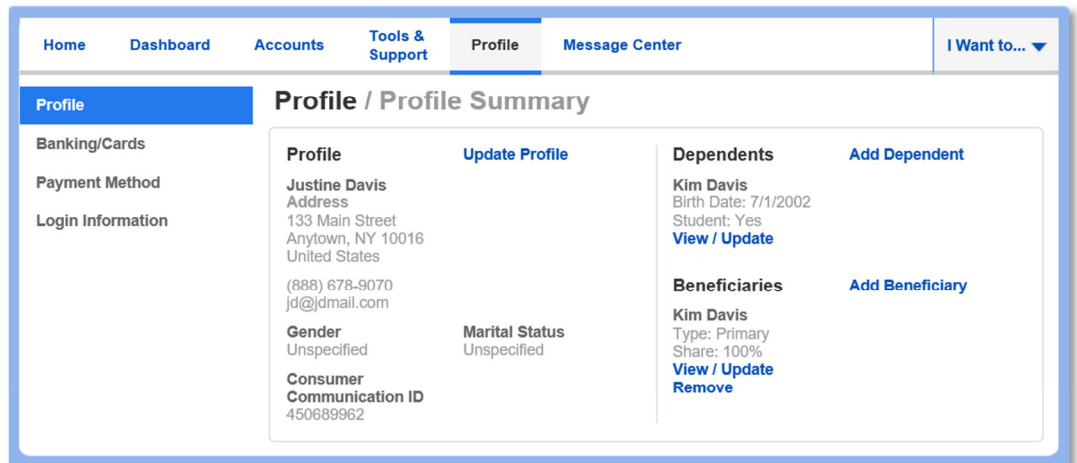 Home
Dashboard
Accounts
Tools &
Support
Profile
Message Center
I Want to...
Profile
Banking/Cards
Payment Method
Login Information
Profile / Profile Summary
Profile
Update Profile
Justine Davis
Address
133 Main Street
Anytown, NY 10016
United States
(888) 678-9070
jd@jdmail.com
Gender
Unspecified
Marital Status
Unspecified
Consumer
Communication ID
450689962
Dependents
Add Dependent
Kim Davis
Birth Date: 7/1/2002
Student: Yes
View / Update
Beneficiaries
Add Beneficiary
Kim Davis
Type: Primary
Share: 100%
View / Update
Remove